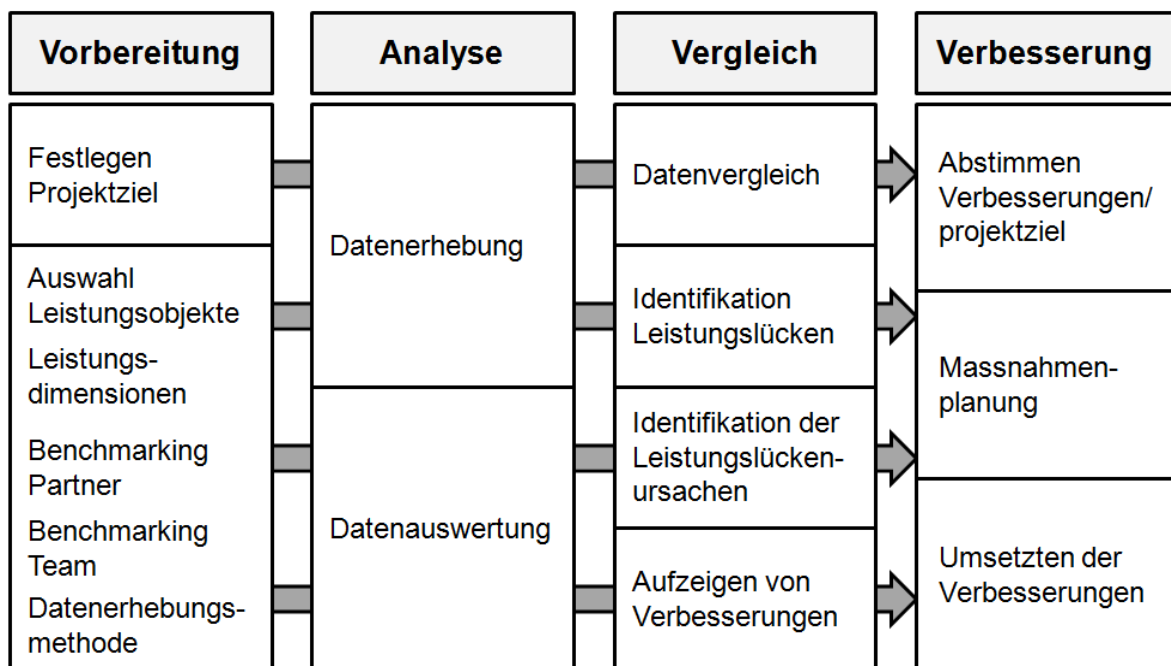 Vorbereitung
Analyse
Vergleich
Verbesserung
Festlegen
Projektziel
Auswahl
Leistungsobjekte
Leistungs-
dimensionen
Benchmarking
Partner
Benchmarking
Team
Datenerhebungs-
methode
Datenerhebung
Datenauswertung
Datenvergleich
Identifikation
Leistungslücken
Identifikation der
Leistungslücken-
ursachen
Aufzeigen von
Verbesserungen
Abstimmen
Verbesserungen/
projektziel
Massnahmen-
planung
Umsetzten der
Verbesserungen